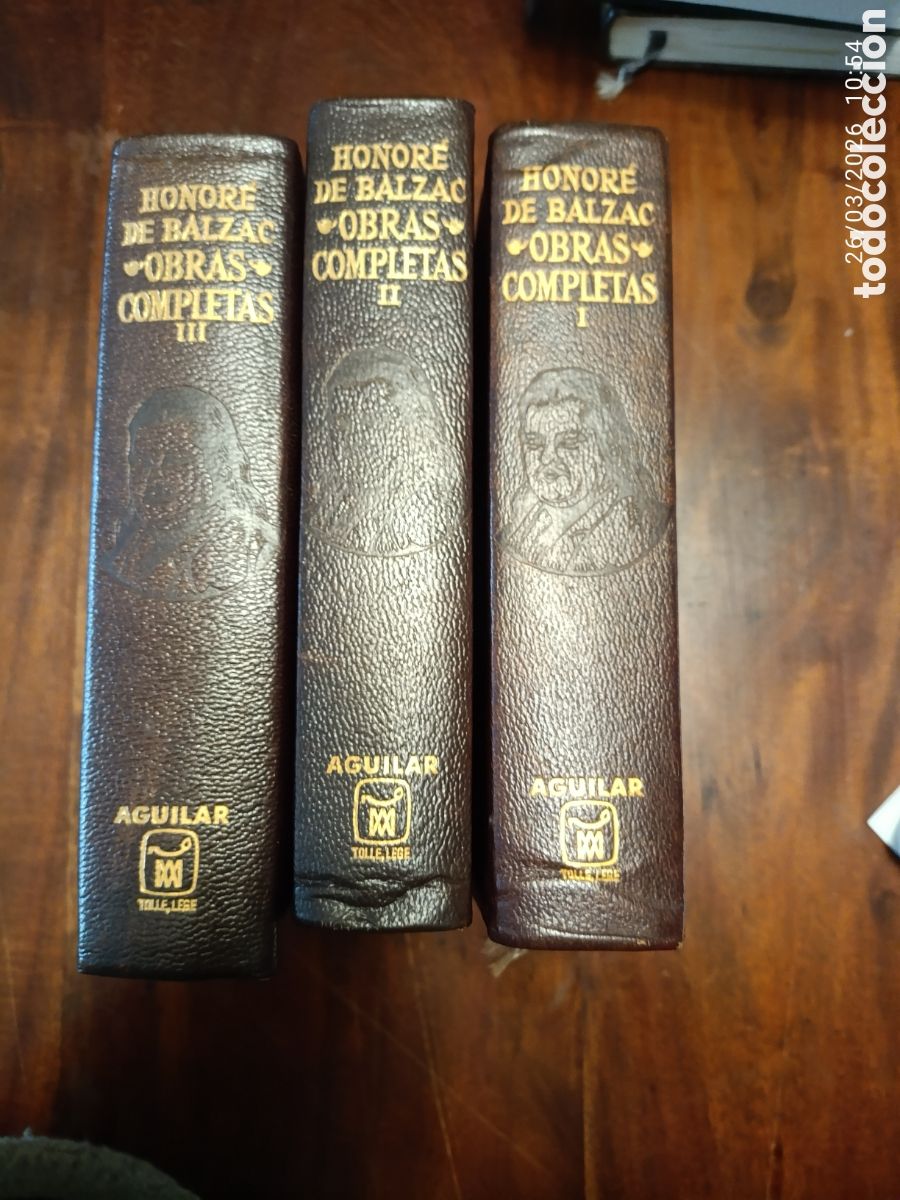 HONORÉ
DE BALZAC
OBRAS
COMPLETAS
III
AGUILAR
TOLLE, LEGE
HONORÉ
DE BALZAC
OBRAS
COMPLETAS
II
AGUILAR
TOLLE, LEGE
HONORÉ
DE BALZAC
OBRAS
COMPLETAS
I
AGUILAR
TOLLE, LEGE
26/03/2026 10:54
todocolección